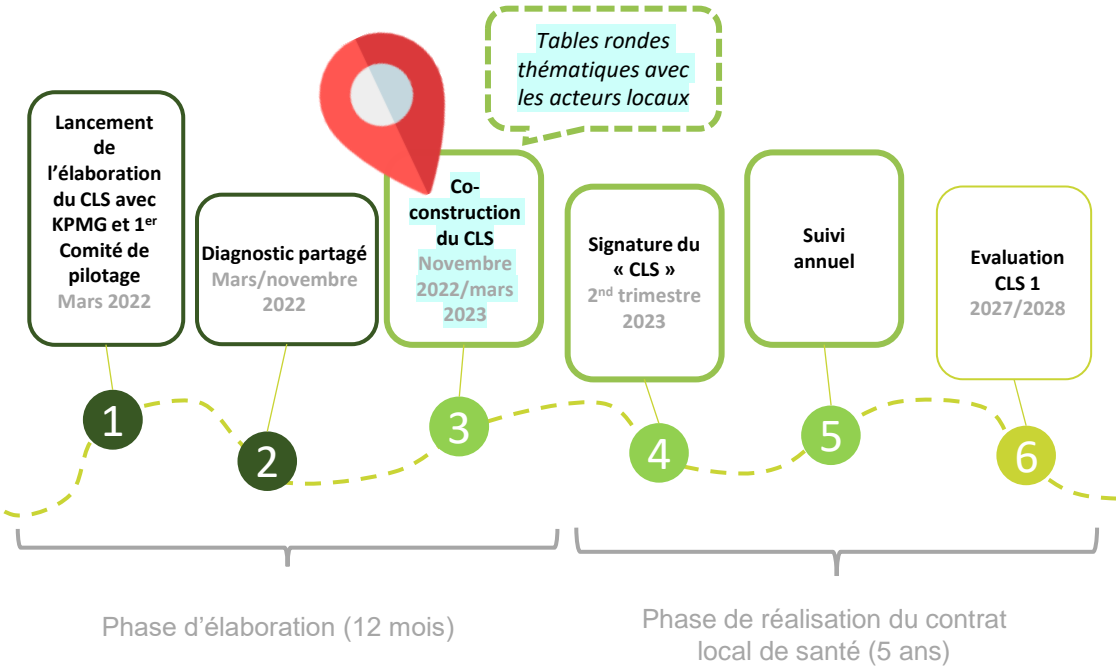 Tables rondes
thématiques avec
les acteurs locaux
Lancement
de
l’élaboration
du CLS avec
KPMG et 1er
Comité de
pilotage
Mars 2022
Diagnostic partagé
Mars/novembre
2022
Co-
construction
du CLS
Novembre
2022/mars
2023
Signature du
« CLS »
2nd trimestre
2023
Suivi
annuel
Evaluation
CLS 1
2027/2028
1
2
3
4
5
6
Phase d’élaboration (12 mois)
Phase de réalisation du contrat
local de santé (5 ans)